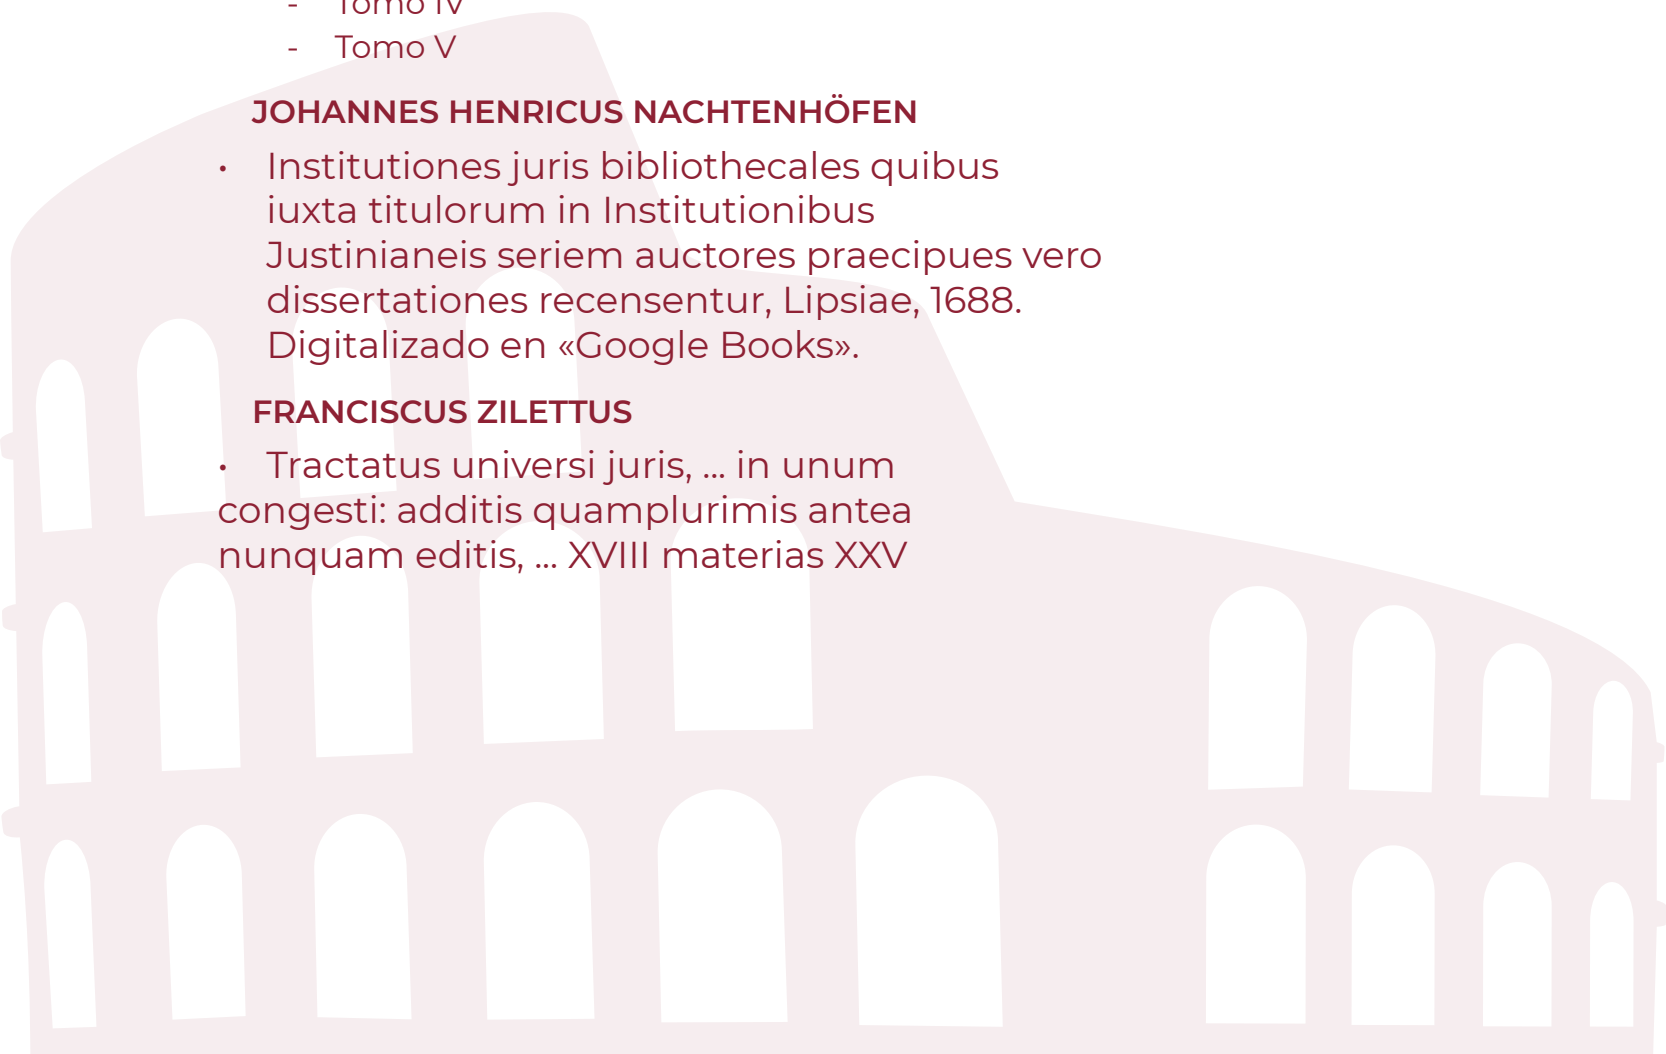 - Tomo IV
- Tomo V
JOHANNES HENRICUS NACHTENHÖFEN
• Institutiones juris bibliothecales quibus
iuxta titulorum in Institutionibus
Justinianeis seriem auctores praecipues vero
dissertationes recensentur, Lipsiae, 1688.
Digitalizado en «Google Books».
FRANCISCUS ZILETTUS
• Tractatus universi juris, ... in unum
congesti: additis quamplurimis antea
nunquam editis, ... XVIII materias XXV